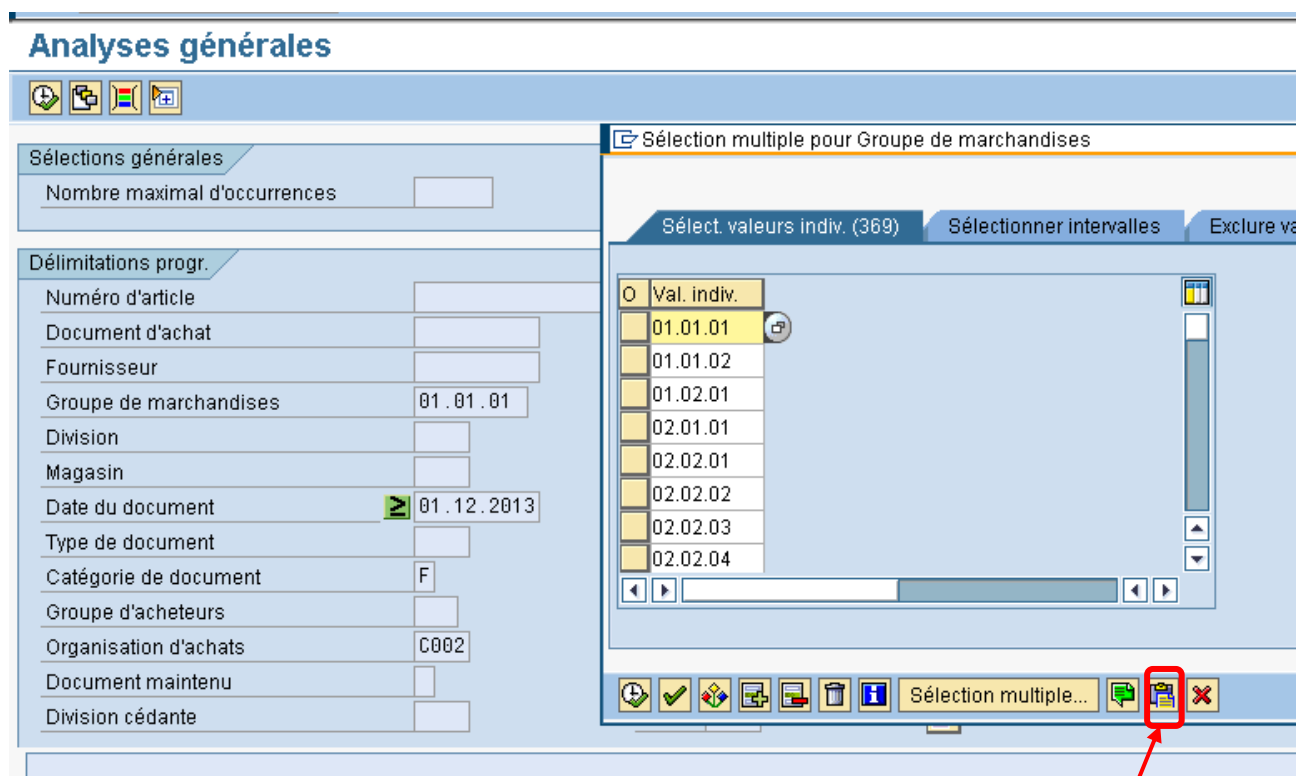 Analyses générales
Sélections générales
Nombre maximal d'occurrences
Délimitations progr.
Numéro d'article
Document d'achat
Fournisseur
Groupe de marchandises 01.01.01
Division
Magasin
Date du document ≥ 01.12.2013
Type de document
Catégorie de document F
Groupe d'acheteurs
Organisation d'achats C002
Document maintenu
Division cédante
Sélection multiple pour Groupe de marchandises
Sélect. valeurs indiv. (369) Sélectionner intervalles Exclure va
O Val. indiv.
01.01.01
01.01.02
01.02.01
02.01.01
02.02.01
02.02.02
02.02.03
02.02.04
Sélection multiple...